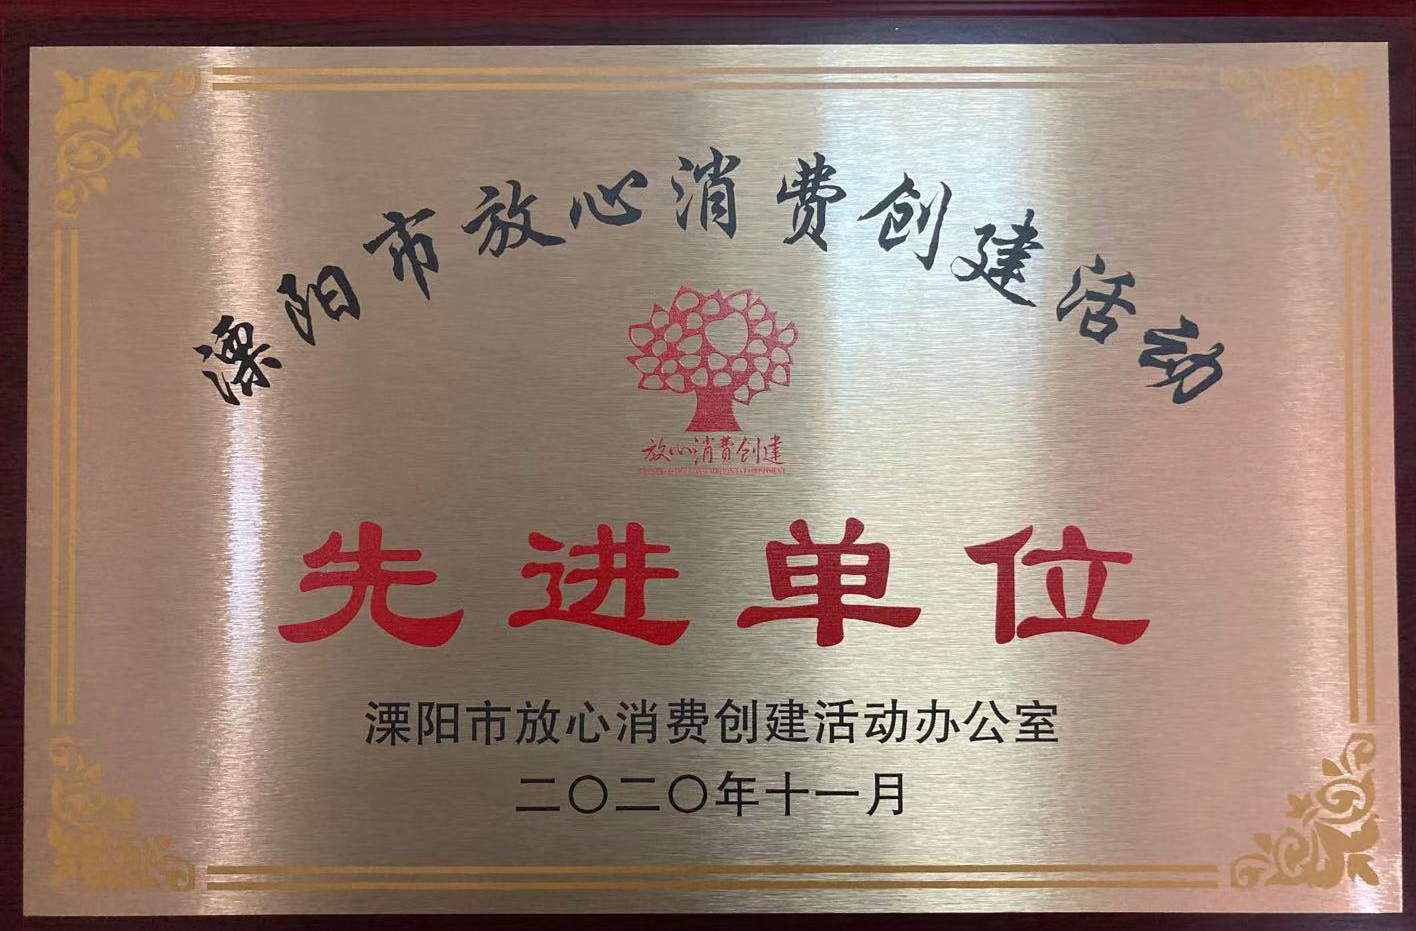 溧阳市放心消费创建活动
放心消费创建
先进单位
溧阳市放心消费创建活动办公室
二〇二〇年十一月